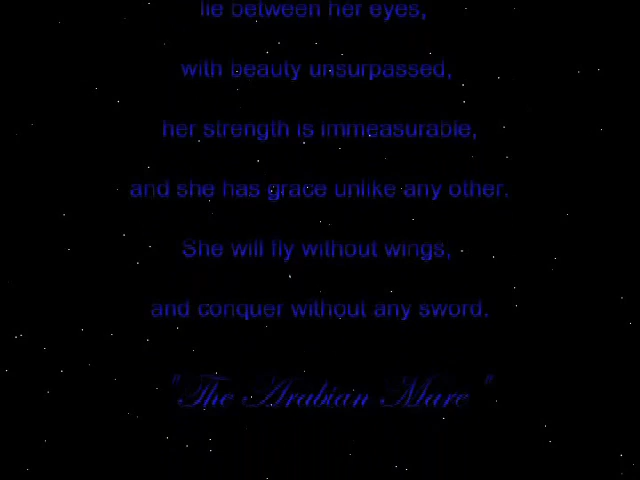 lie between her eyes,
with beauty unsurpassed,
her strength is immeasurable,
and she has grace unlike any other.
She will fly without wings,
and conquer without any sword.
"The Arabian Mare "